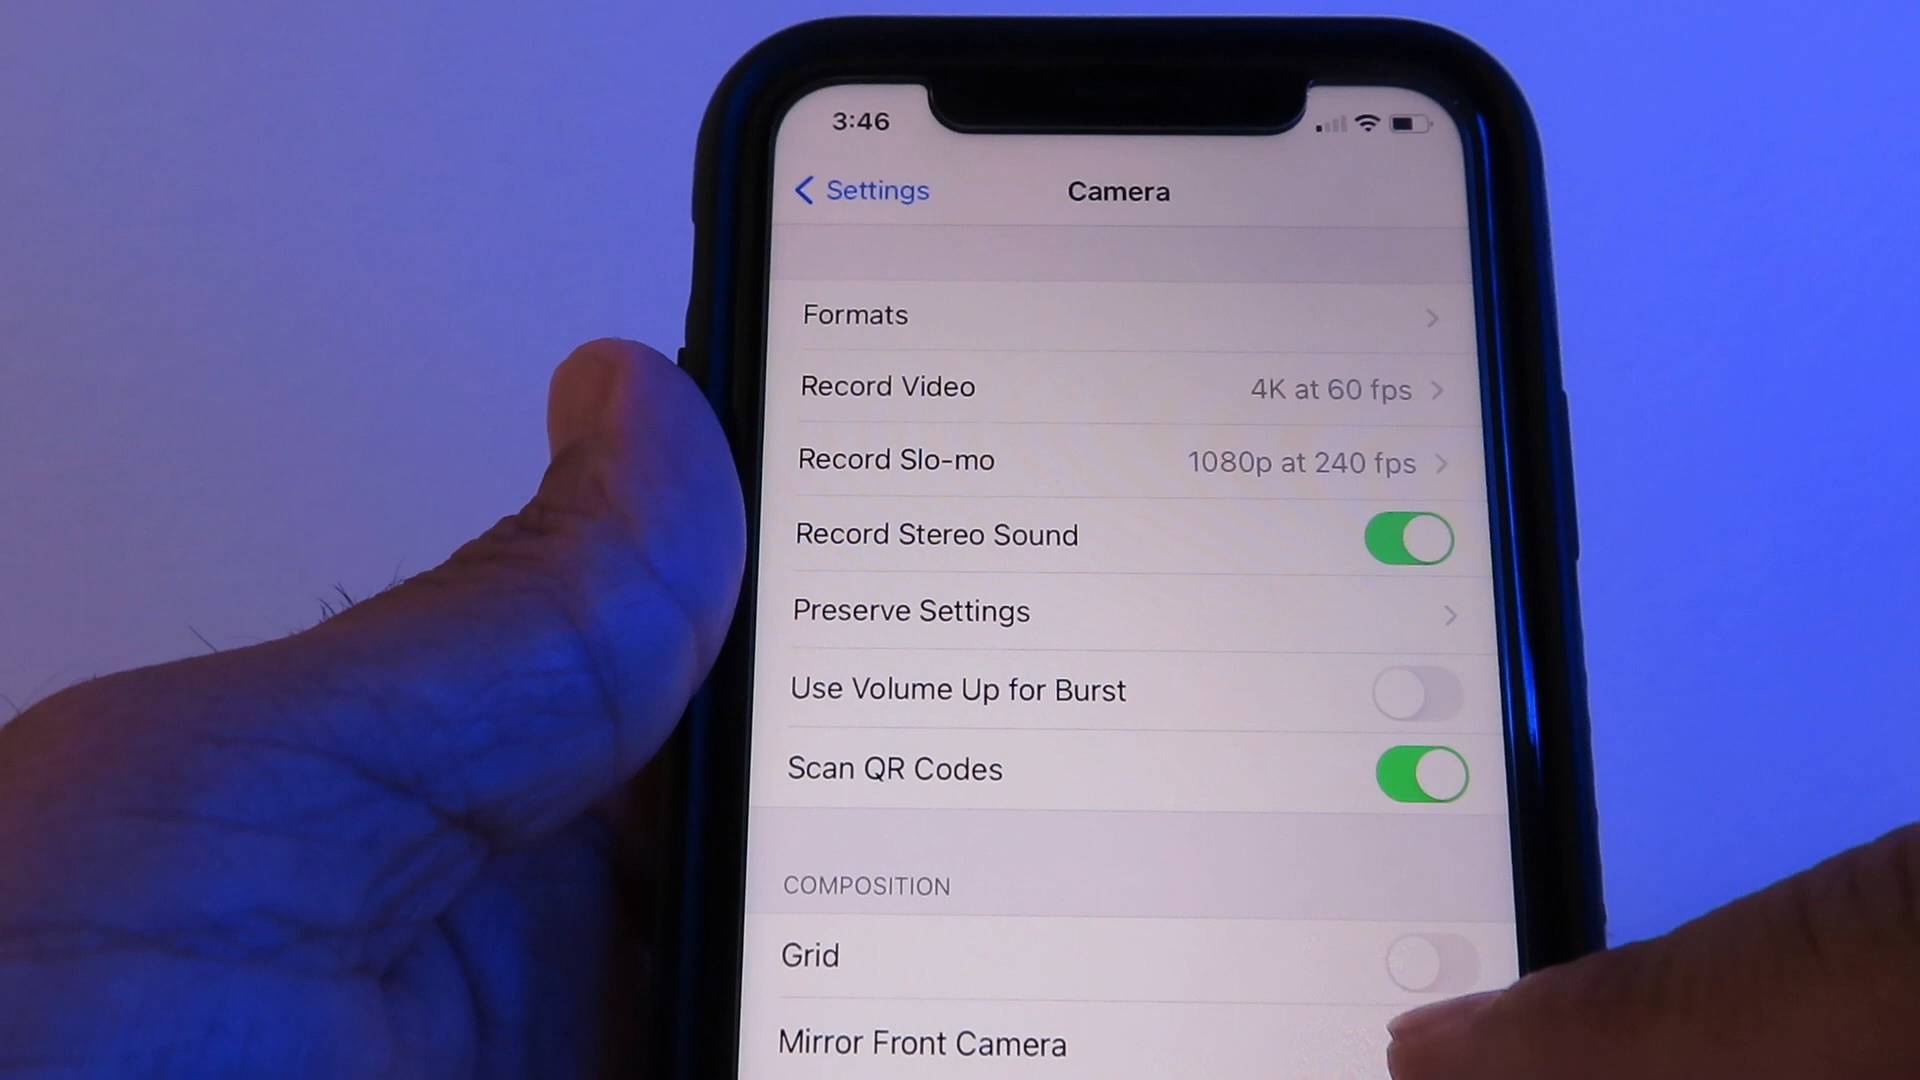 3:46
Settings
Camera
Formats
Record Video 4K at 60 fps
Record Slo-mo 1080p at 240 fps
Record Stereo Sound
Preserve Settings
Use Volume Up for Burst
Scan QR Codes
COMPOSITION
Grid
Mirror Front Camera